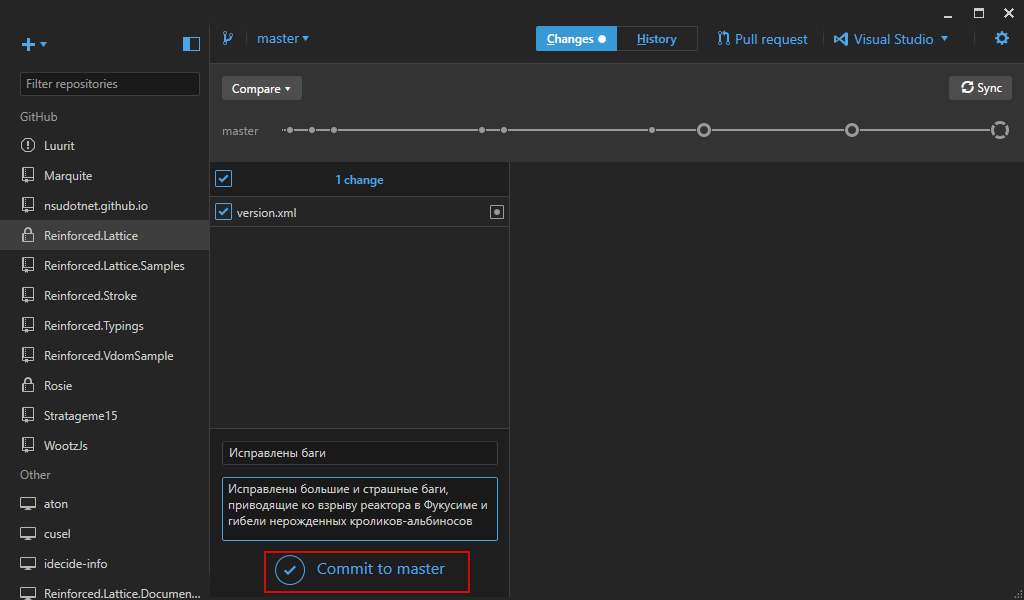 master
Changes
History
Pull request
Visual Studio
Filter repositories
GitHub
Luurit
Marquite
nsudotnet.github.io
Reinforced.Lattice
Reinforced.Lattice.Samples
Reinforced.Stroke
Reinforced.Typings
Reinforced.VdomSample
Rosie
Stratageme15
WootzJs
Other
aton
cusel
idecide-info
Reinforced.Lattice.Documen...
Compare
Sync
master
1 change
version.xml
Исправлены баги
Исправлены большие и страшные баги,
приводящие ко взрыву реактора в Фукусиме и
гибели нерожденных кроликов-альбиносов
Commit to master